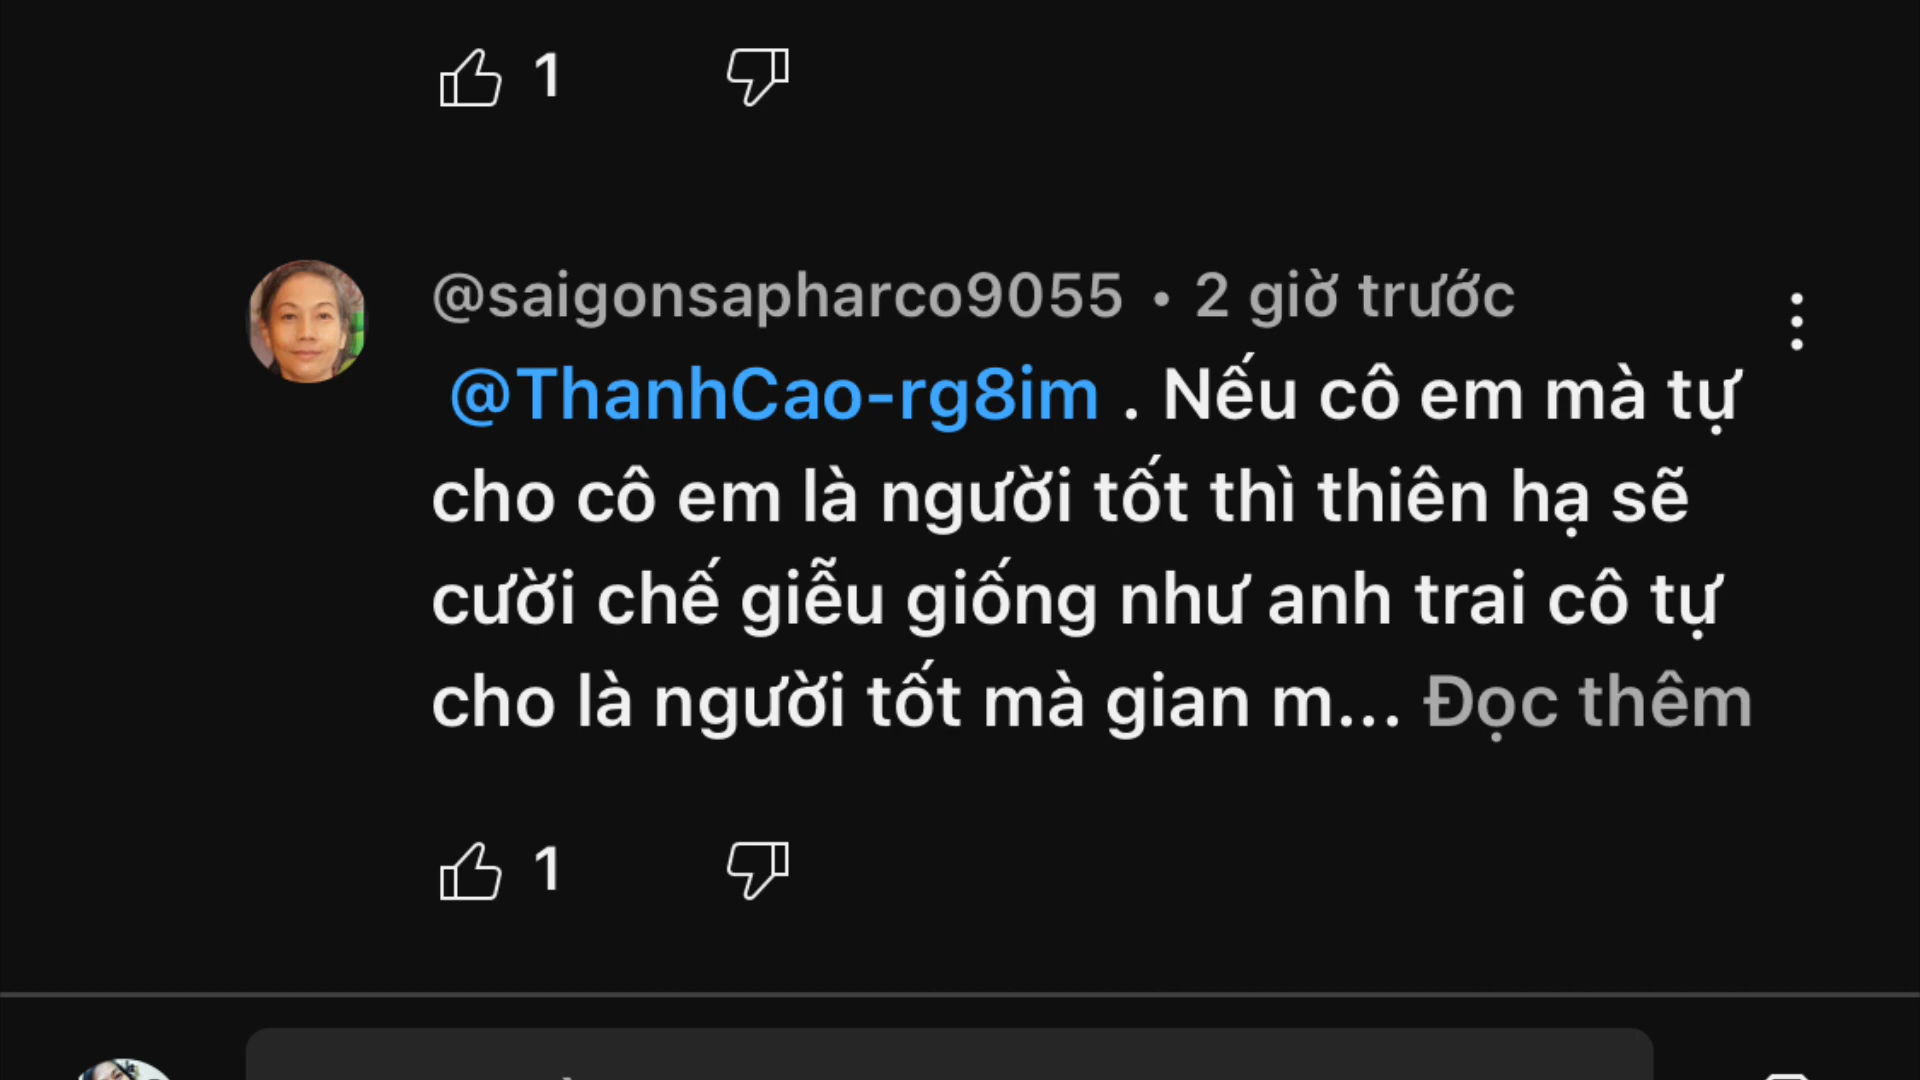 1
@saigonsapharco9055 • 2 giờ trước
@ThanhCao-rg8im . Nếu cô em mà tự
cho cô em là người tốt thì thiên hạ sẽ
cười chế giễu giống như anh trai cô tự
cho là người tốt mà gian m... Đọc thêm
1